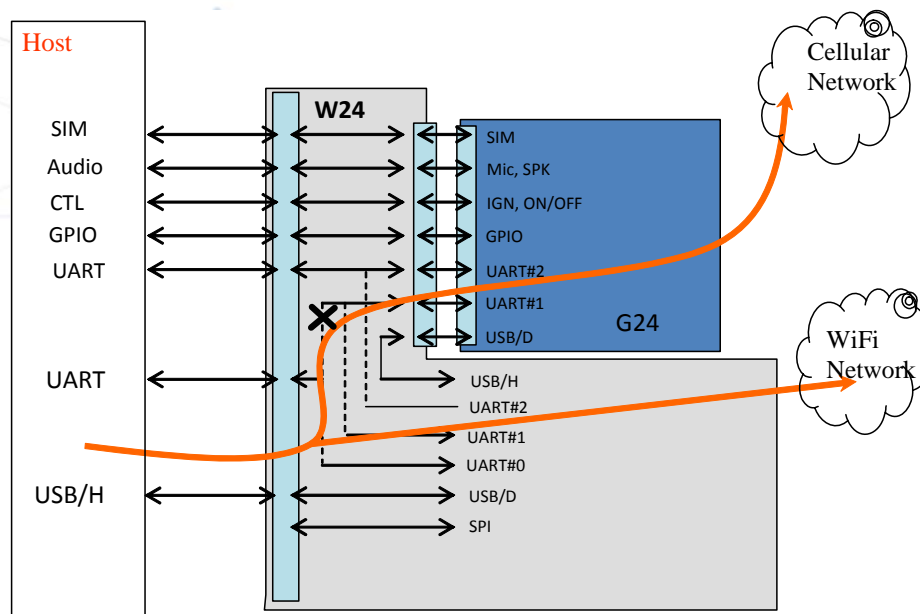 Host
Cellular
Network
W24
SIM
Audio
CTL
GPIO
UART
UART
USB/H
SIM
Mic, SPK
IGN, ON/OFF
GPIO
UART#2
UART#1
USB/D
G24
WiFi
Network
USB/H
UART#2
UART#1
UART#0
USB/D
SPI